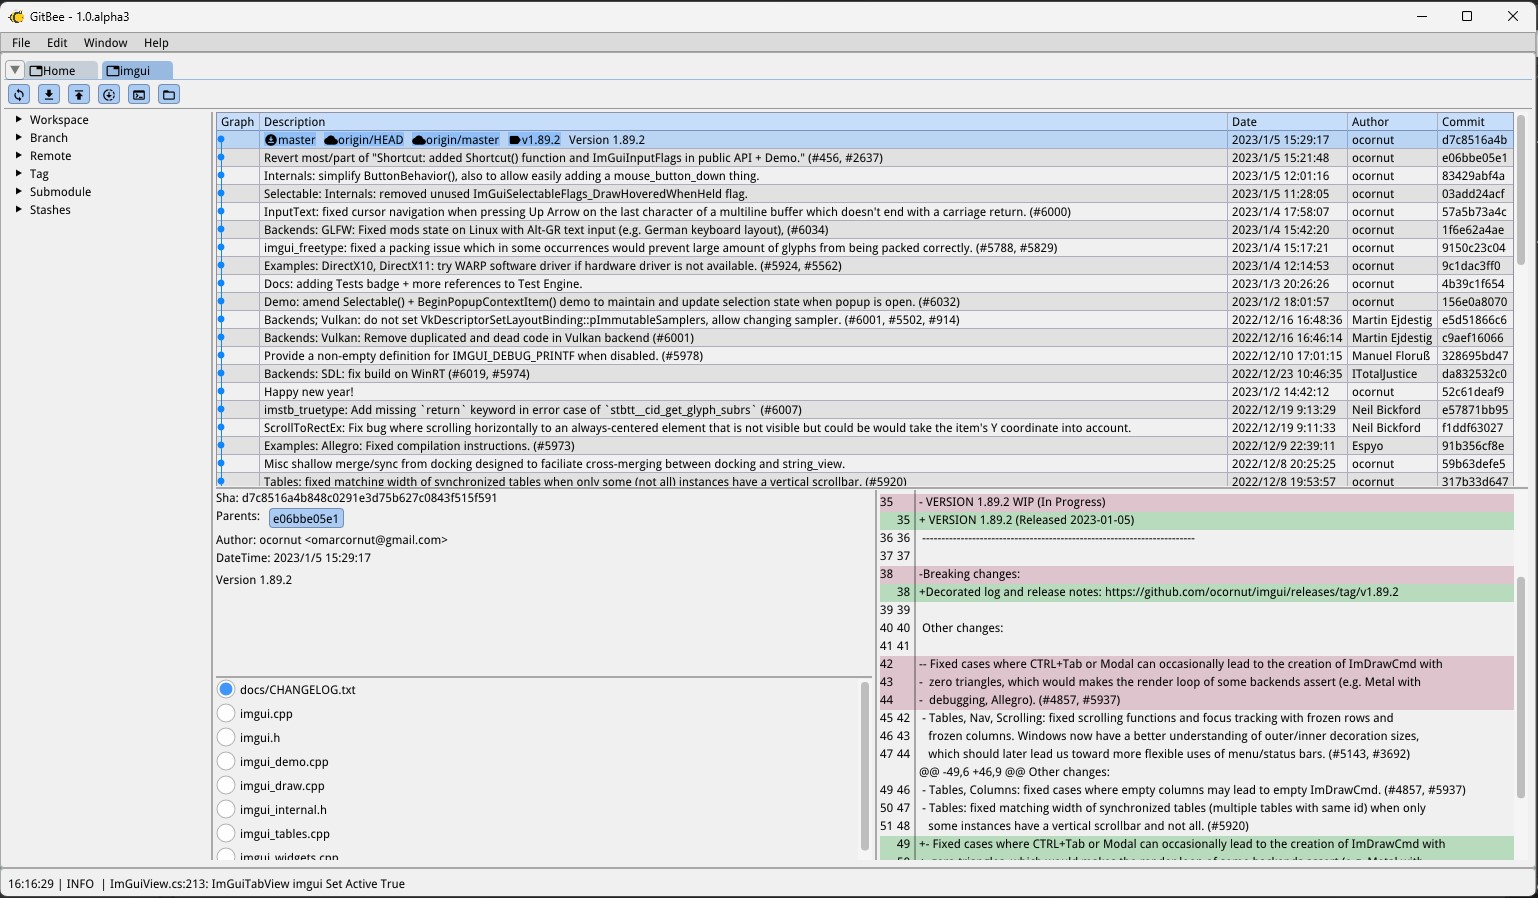 GitBee - 1.0.alpha3
File Edit Window Help
Home imgui
Workspace
Branch
Remote
Tag
Submodule
Stashes
Graph Description Date Author Commit
master origin/HEAD origin/master v1.89.2 Version 1.89.2 2023/1/5 15:29:17 ocornut d7c8516a4b
Revert most/part of "Shortcut: added Shortcut() function and ImGuiInputFlags in public API + Demo." (#456, #2637) 2023/1/5 15:21:48 ocornut e06bbe05e1
Internals: simplify ButtonBehavior(), also to allow easily adding a mouse_button_down thing. 2023/1/5 12:01:16 ocornut 83429abf4a
Selectable: Internals: removed unused ImGuiSelectableFlags_DrawHoveredWhenHeld flag. 2023/1/5 11:28:05 ocornut 03add24acf
InputText: fixed cursor navigation when pressing Up Arrow on the last character of a multiline buffer which doesn't end with a carriage return. (#6000) 2023/1/4 17:58:07 ocornut 57a5b73a4c
Backends: GLFW: Fixed mods state on Linux with Alt-GR text input (e.g. German keyboard layout), (#6034) 2023/1/4 15:42:20 ocornut 1f6e62a4ae
imgui_freetype: fixed a packing issue which in some occurrences would prevent large amount of glyphs from being packed correctly. (#5788, #5829) 2023/1/4 15:17:21 ocornut 9150c23c04
Examples: DirectX10, DirectX11: try WARP software driver if hardware driver is not available. (#5924, #5562) 2023/1/4 12:14:53 ocornut 9c1dac3ff0
Docs: adding Tests badge + more references to Test Engine. 2023/1/3 20:26:26 ocornut 4b39c1f654
Demo: amend Selectable() + BeginPopupContextItem() demo to maintain and update selection state when popup is open. (#6032) 2023/1/2 18:01:57 ocornut 156e0a8070
Backends; Vulkan: do not set VkDescriptorSetLayoutBinding::pImmutableSamplers, allow changing sampler. (#6001, #5502, #914) 2022/12/16 16:48:36 Martin Ejdestig e5d51866c6
Backends: Vulkan: Remove duplicated and dead code in Vulkan backend (#6001) 2022/12/16 16:46:14 Martin Ejdestig c9aef16066
Provide a non-empty definition for IMGUI_DEBUG_PRINTF when disabled. (#5978) 2022/12/10 17:01:15 Manuel Floruß 328695bd47
Backends: SDL: fix build on WinRT (#6019, #5974) 2022/12/23 10:46:35 ITotalJustice da832532c0
Happy new year! 2023/1/2 14:42:12 ocornut 52c61deaf9
imstb_truetype: Add missing `return` keyword in error case of `stbtt__cid_get_glyph_subrs` (#6007) 2022/12/19 9:13:29 Neil Bickford e57871bb95
ScrollToRectEx: Fix bug where scrolling horizontally to an always-centered element that is not visible but could be would take the item's Y coordinate into account. 2022/12/19 9:11:33 Neil Bickford f1ddf63027
Examples: Allegro: Fixed compilation instructions. (#5973) 2022/12/9 22:39:11 Espyo 91b356cf8e
Misc shallow merge/sync from docking designed to faciliate cross-merging between docking and string_view. 2022/12/8 20:25:25 ocornut 59b63defe5
Tables: fixed matching width of synchronized tables when only some (not all) instances have a vertical scrollbar. (#5920) 2022/12/8 19:53:57 ocornut 317b33d647
Sha: d7c8516a4b848c0291e3d75b627c0843f515f591
Parents: e06bbe05e1
Author: ocornut <omarcornut@gmail.com>
DateTime: 2023/1/5 15:29:17
Version 1.89.2
docs/CHANGELOG.txt
imgui.cpp
imgui.h
imgui_demo.cpp
imgui_draw.cpp
imgui_internal.h
imgui_tables.cpp
imgui_widgets.cpp
35 - VERSION 1.89.2 WIP (In Progress)
35 + VERSION 1.89.2 (Released 2023-01-05)
36 36 -----------------------------------------------------------------------
37 37
38 -Breaking changes:
38 +Decorated log and release notes: https://github.com/ocornut/imgui/releases/tag/v1.89.2
39 39
40 40 Other changes:
41 41
42 -- Fixed cases where CTRL+Tab or Modal can occasionally lead to the creation of ImDrawCmd with
43 - zero triangles, which would makes the render loop of some backends assert (e.g. Metal with
44 - debugging, Allegro). (#4857, #5937)
45 42 - Tables, Nav, Scrolling: fixed scrolling functions and focus tracking with frozen rows and
46 43 frozen columns. Windows now have a better understanding of outer/inner decoration sizes,
47 44 which should later lead us toward more flexible uses of menu/status bars. (#5143, #3692)
@@ -49,6 +46,9 @@ Other changes:
49 46 - Tables, Columns: fixed cases where empty columns may lead to empty ImDrawCmd. (#4857, #5937)
50 47 - Tables: fixed matching width of synchronized tables (multiple tables with same id) when only
51 48 some instances have a vertical scrollbar and not all. (#5920)
49 +- Fixed cases where CTRL+Tab or Modal can occasionally lead to the creation of ImDrawCmd with
50 + zero triangles, which would makes the render loop of some backends assert (e.g. Metal with
16:16:29 | INFO | ImGuiView.cs:213: ImGuiTabView imgui Set Active True